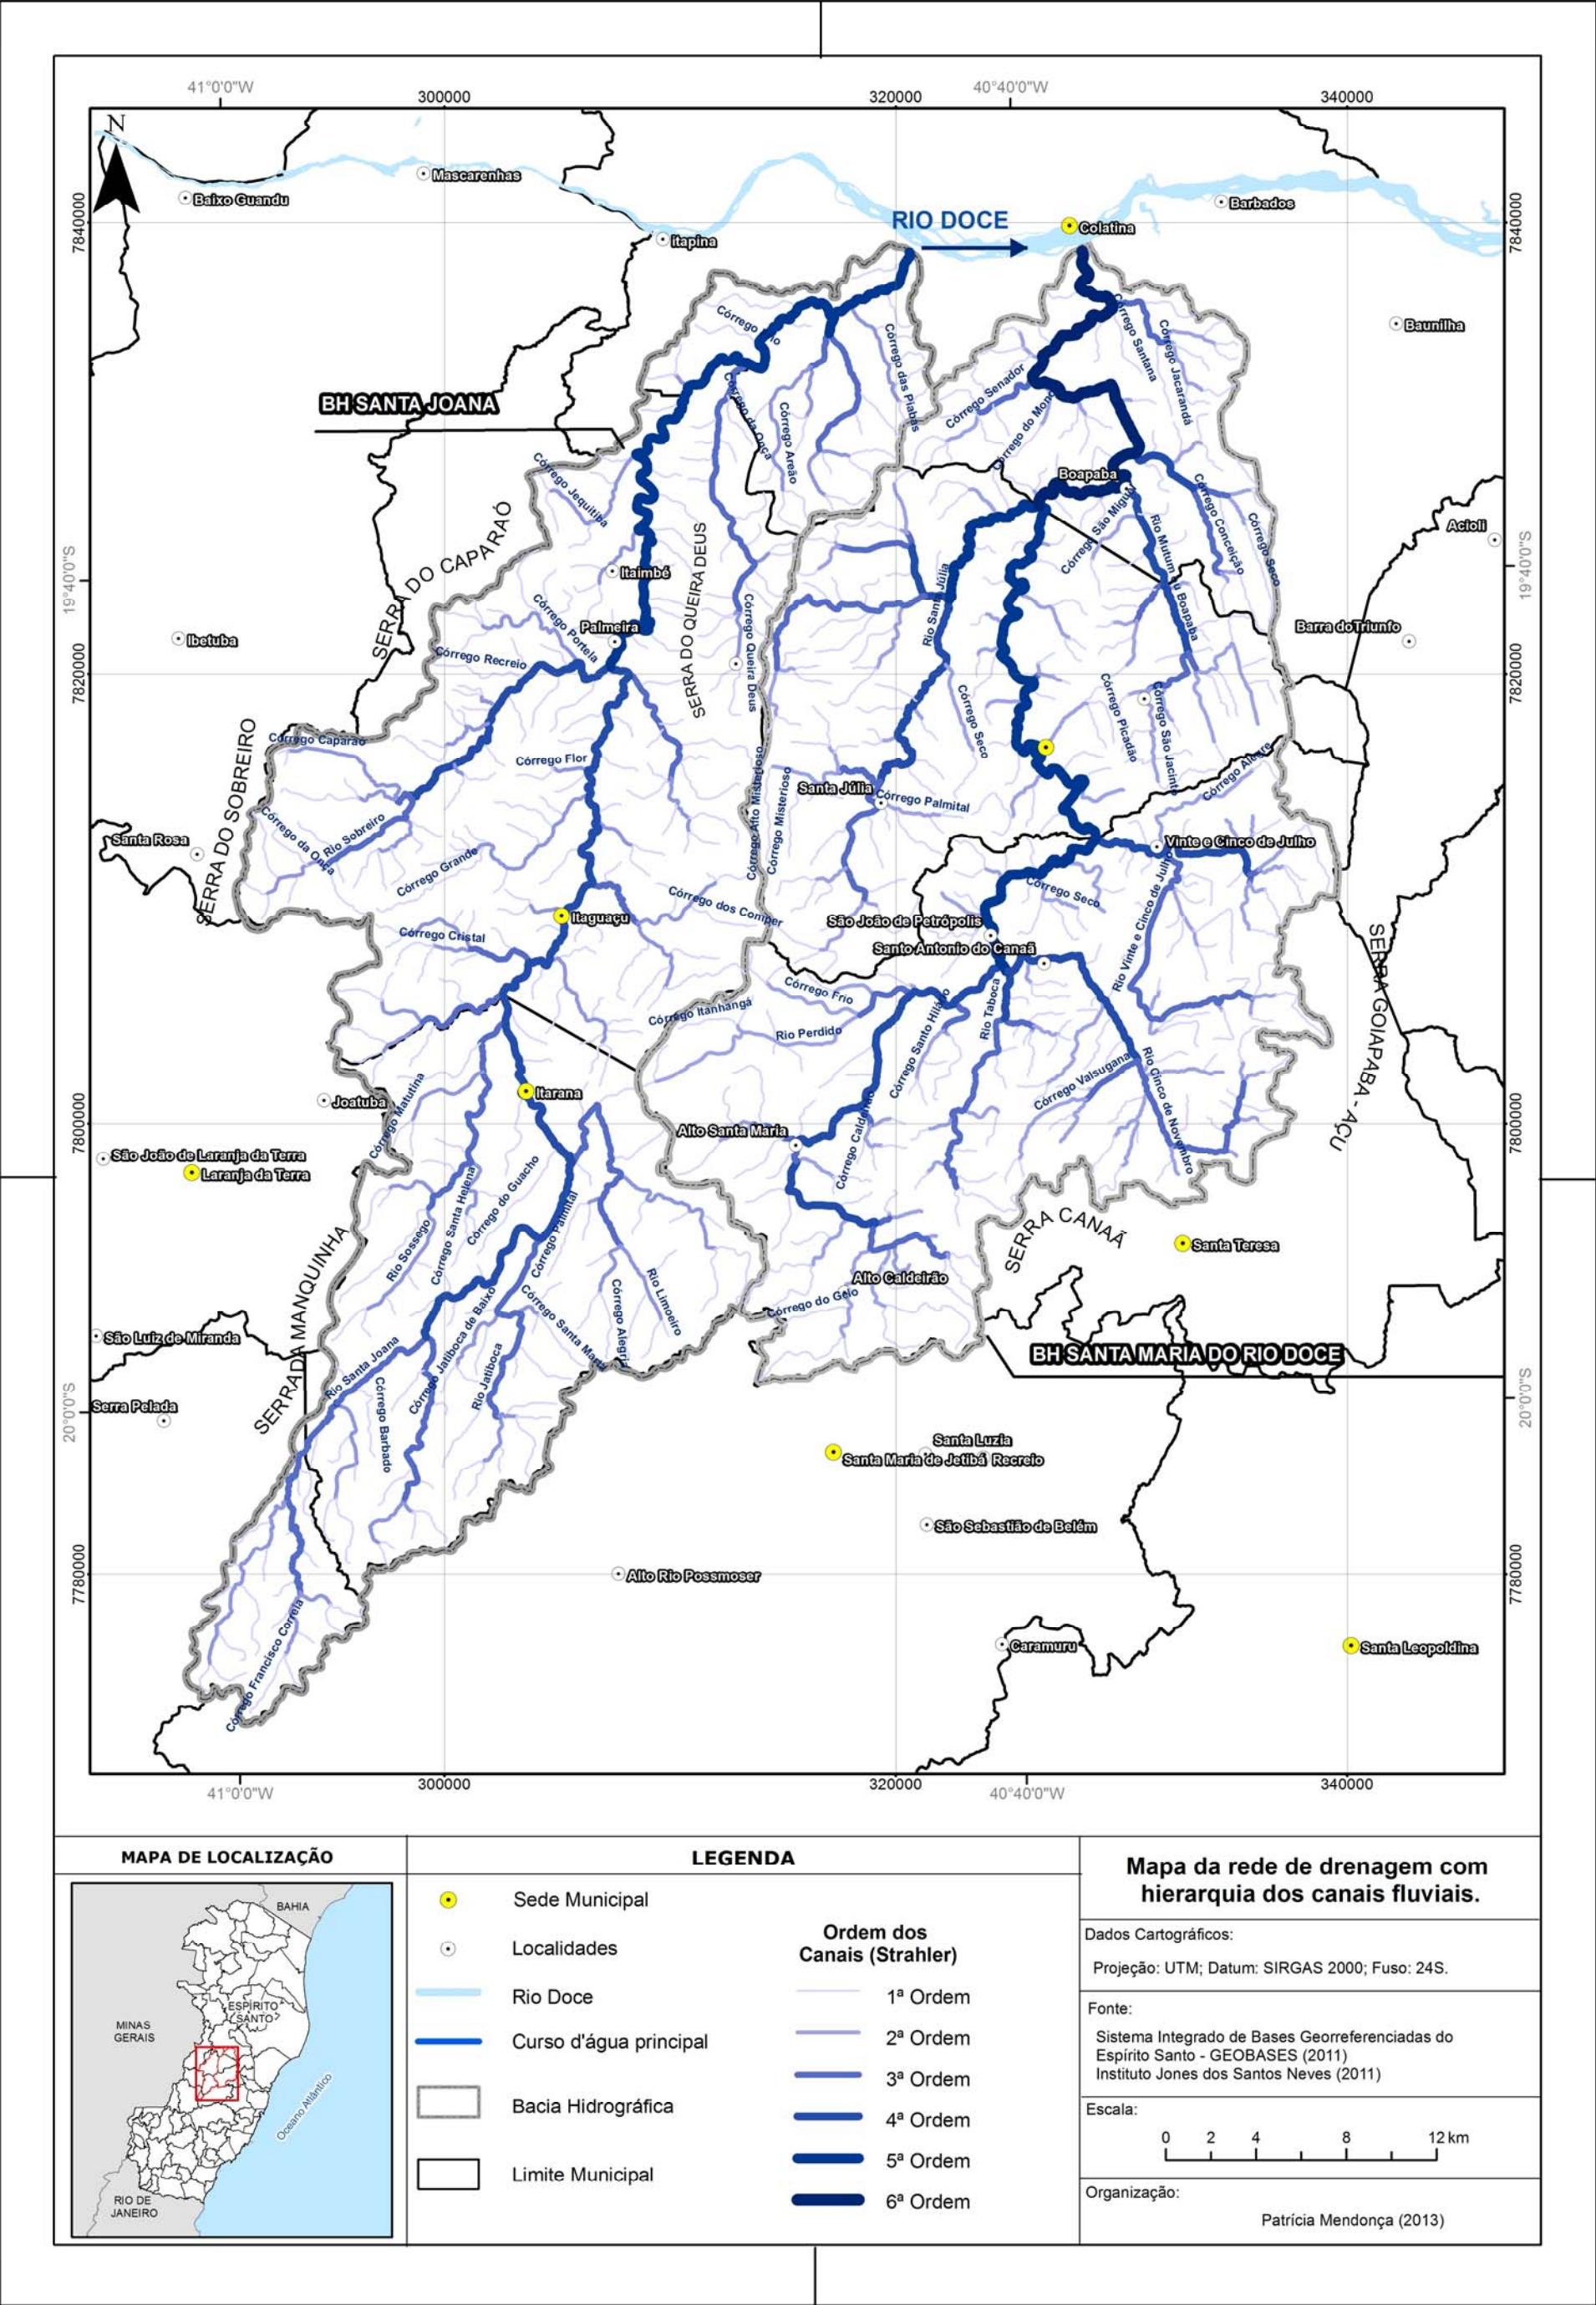 41°0'0"W
300000
320000
40°40'0"W
340000
N
Mascarenhas
Baixo Guandu
Barbados
7840000
7840000
RIO DOCE
Colatina
Itapina
Baunilha
Córrego Santana
Córrego Jacarandá
Córrego das Piabas
Córrego Senador
BH SANTA JOANA
Córrego da Onça
Córrego Areão
Boapaba
Córrego Jequitiba
Córrego São Miguel
Córrego Conceição
Córrego Seco
Acioli
SERRA DO CAPARAÓ
SERRA DO QUEIRA DEUS
19°40'0"S
19°40'0"S
Itaimbé
Rio Mutum do Boapaba
Rio Santa Júlia
Córrego Portela
Palmeira
Córrego Queira Deus
Ibetuba
Barra do Triunfo
Córrego Recreio
7820000
7820000
Córrego Seco
Córrego Picadão
Córrego São Jacinto
Córrego Caparaó
Córrego Flor
Córrego Alegre
SERRA DO SOBREIRO
Córrego Alto Misterioso
Córrego Misterioso
Santa Júlia
Córrego Palmital
Santa Rosa
Córrego da Onça
Rio Sobreiro
Vinte e Cinco de Julho
Córrego Grande
Córrego Seco
Rio Vinte e Cinco de Julho
Itaguaçu
Córrego dos Comper
São João de Petrópolis
Córrego Cristal
Santo Antonio do Canaã
SERRA GOIAPABA - AÇU
Córrego Frio
Córrego Itanhangá
Rio Perdido
Córrego Santo Hilário
Rio Taboca
Córrego Valsugana
Rio Cinco de Novembro
Joatuba
Córrego Matutina
Itarana
7800000
7800000
Alto Santa Maria
Córrego Caldeirão
São João de Laranja da Terra
Laranja da Terra
Córrego do Guacho
Córrego Santa Helena
Rio Sossego
Córrego Palmital
SERRA CANAÃ
Santa Teresa
SERRA DA MANQUINHA
Rio Limoeiro
Córrego Alegria
Alto Caldeirão
Córrego do Gelo
São Luiz de Miranda
Córrego Santa Marta
Córrego Jatiboca de Baixo
Rio Jatiboca
Rio Santa Joana
Córrego Barbado
BH SANTA MARIA DO RIO DOCE
20°0'0"S
20°0'0"S
Serra Pelada
Santa Luzia
Santa Maria de Jetibá Recreio
São Sebastião de Belém
7780000
7780000
Alto Rio Possmoser
Córrego Francisco Correia
Caramuru
Santa Leopoldina
41°0'0"W
300000
320000
40°40'0"W
340000
MAPA DE LOCALIZAÇÃO
BAHIA
MINAS
GERAIS
ESPÍRITO
SANTO
Oceano Atlântico
RIO DE
JANEIRO
LEGENDA
Sede Municipal
Localidades
Rio Doce
Curso d'água principal
Bacia Hidrográfica
Limite Municipal
Ordem dos
Canais (Strahler)
1ª Ordem
2ª Ordem
3ª Ordem
4ª Ordem
5ª Ordem
6ª Ordem
Mapa da rede de drenagem com
hierarquia dos canais fluviais.
Dados Cartográficos:
Projeção: UTM; Datum: SIRGAS 2000; Fuso: 24S.
Fonte:
Sistema Integrado de Bases Georreferenciadas do
Espírito Santo - GEOBASES (2011)
Instituto Jones dos Santos Neves (2011)
Escala:
0 2 4 8 12 km
Organização:
Patrícia Mendonça (2013)